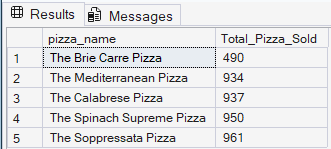 Results Messages
pizza_name Total_Pizza_Sold
1 The Brie Carre Pizza 490
2 The Mediterranean Pizza 934
3 The Calabrese Pizza 937
4 The Spinach Supreme Pizza 950
5 The Soppressata Pizza 961